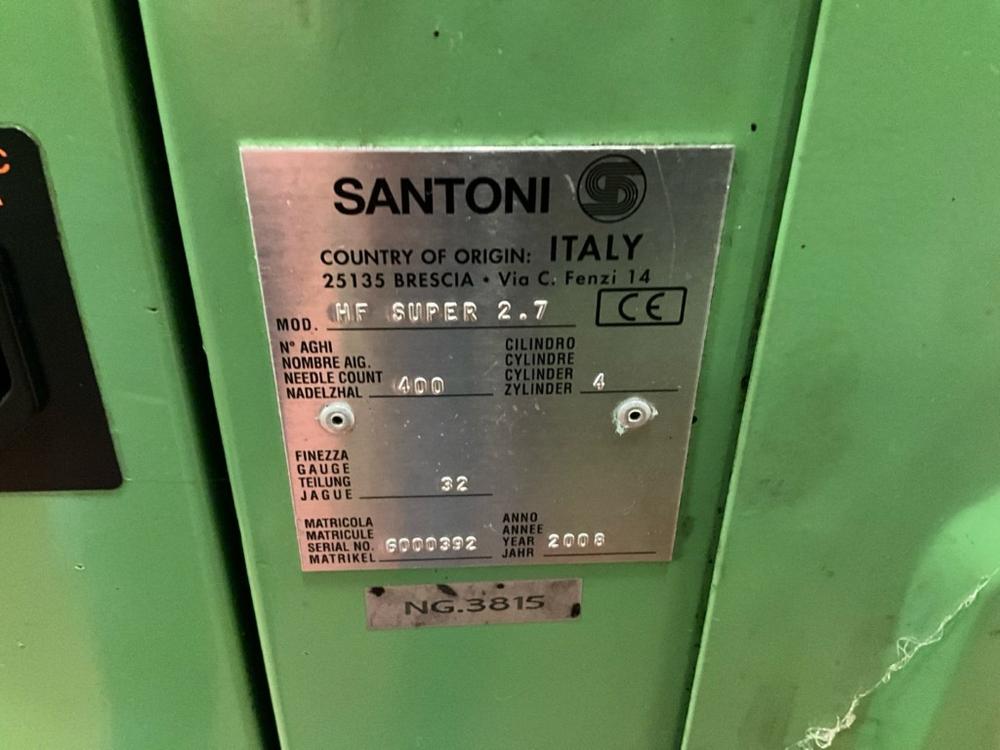 SANTONI
COUNTRY OF ORIGIN: ITALY
25135 BRESCIA • Via C. Fenzi 14
MOD. HF SUPER 2.7 CE
N° AGHI
NOMBRE AIG.
NEEDLE COUNT 400
NADELZHAL
CILINDRO
CYLINDRE
CYLINDER 4
ZYLINDER
FINEZZA
GAUGE
TEILUNG 32
JAGUE
MATRICOLA
MATRICULE
SERIAL NO. 6000392
MATRIKEL
ANNO
ANNEE
YEAR 2008
JAHR
NG.3815